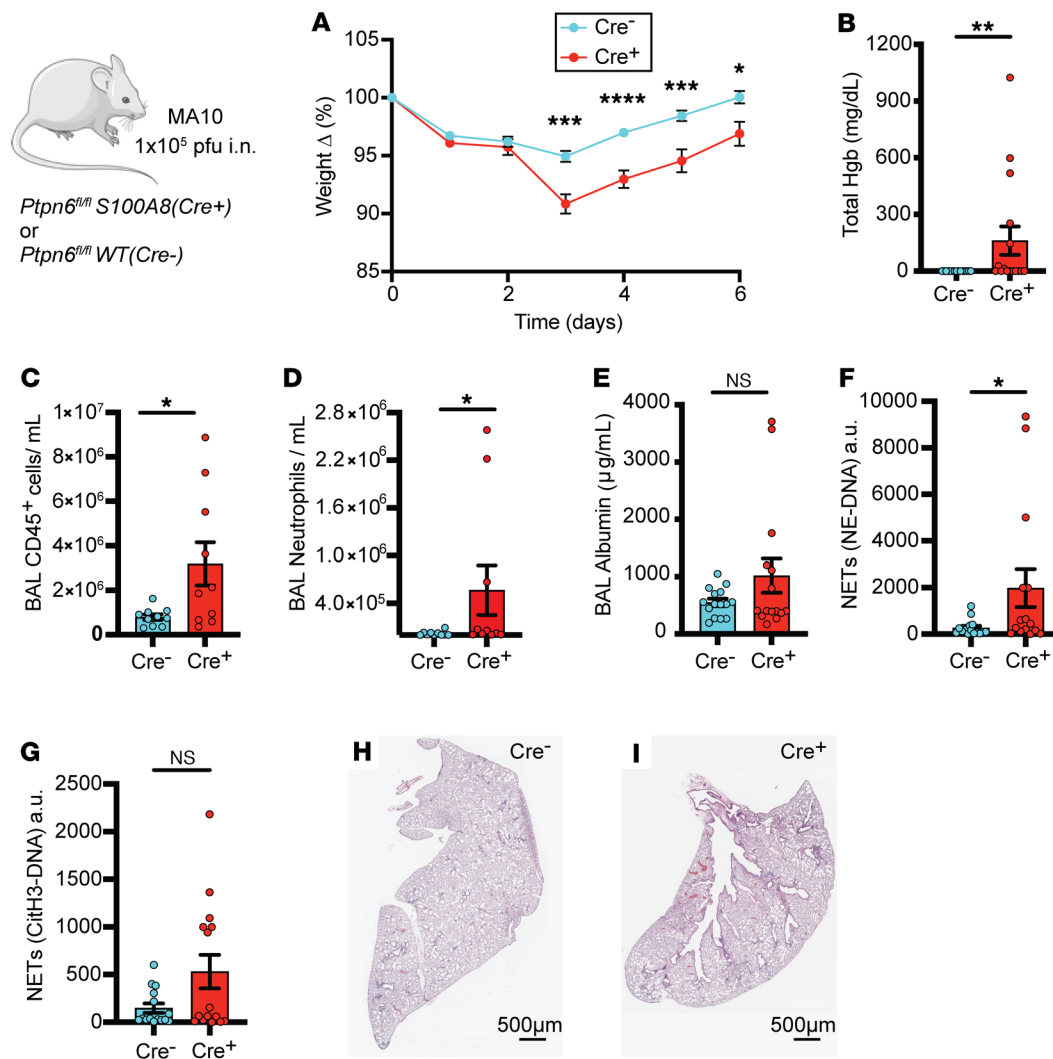 MA10
1x10⁵ pfu i.n.
Ptpn6fl/fl S100A8(Cre+)
or
Ptpn6fl/fl WT(Cre-)
A
Cre⁻
Cre⁺
Weight Δ (%)
105
100
95
90
85
***
****
***
*
0
2
4
6
Time (days)
B
**
Total Hgb (mg/dL)
1200
900
600
300
0
Cre⁻ Cre⁺
C
*
BAL CD45⁺ cells/ mL
1×10⁷
8×10⁶
6×10⁶
4×10⁶
2×10⁶
0
Cre⁻ Cre⁺
D
*
BAL Neutrophils / mL
2.8×10⁶
2.2×10⁶
1.6×10⁶
1.0×10⁶
4.0×10⁵
Cre⁻ Cre⁺
E
NS
BAL Albumin (µg/mL)
4000
3000
2000
1000
0
Cre⁻ Cre⁺
F
*
NETs (NE-DNA) a.u.
10000
8000
6000
4000
2000
0
Cre⁻ Cre⁺
G
NS
NETs (CitH3-DNA) a.u.
2500
2000
1500
1000
500
0
Cre⁻ Cre⁺
H
Cre⁻
500µm
I
Cre⁺
500µm